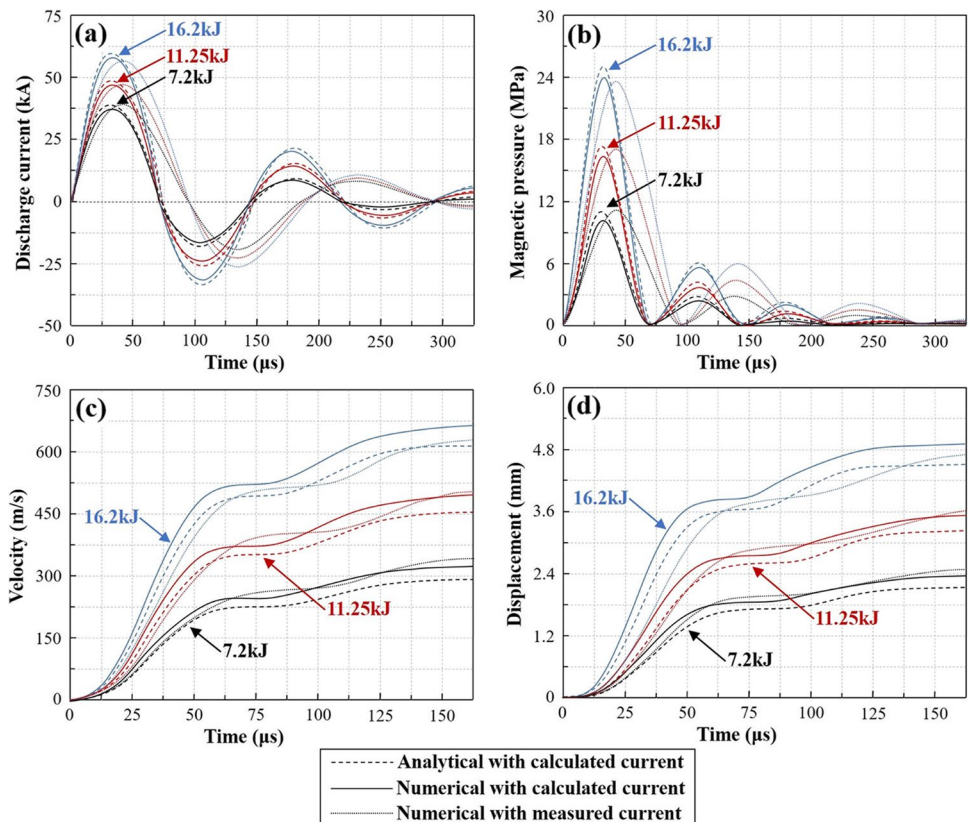 (a)
75
50
25
0
-25
-50
Discharge current (kA)
16.2kJ
11.25kJ
7.2kJ
0 50 100 150 200 250 300
Time (μs)
(b)
30
24
18
12
6
0
Magnetic pressure (MPa)
16.2kJ
11.25kJ
7.2kJ
0 50 100 150 200 250 300
Time (μs)
(c)
750
600
450
300
150
0
Velocity (m/s)
16.2kJ
11.25kJ
7.2kJ
0 25 50 75 100 125 150
Time (μs)
(d)
6.0
4.8
3.6
2.4
1.2
0
Displacement (mm)
16.2kJ
11.25kJ
7.2kJ
0 25 50 75 100 125 150
Time (μs)
Analytical with calculated current
Numerical with calculated current
Numerical with measured current